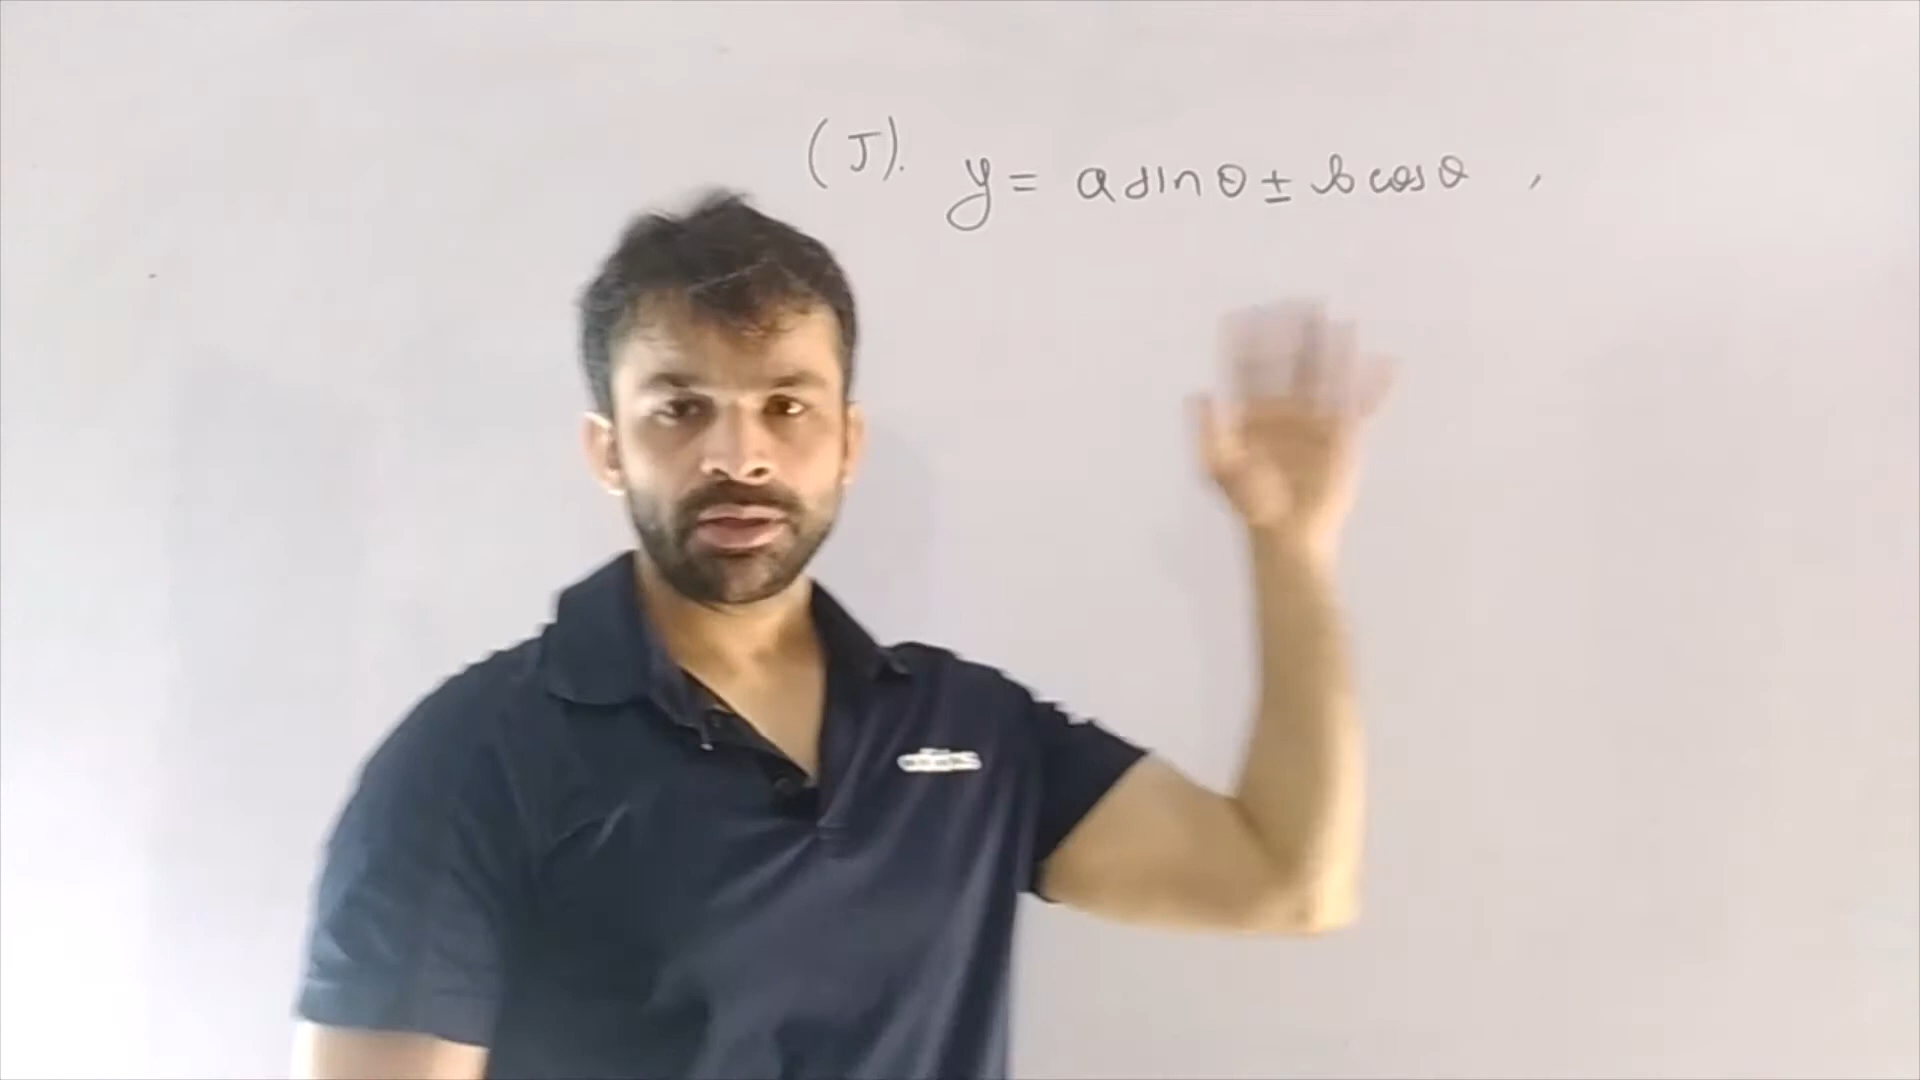 (J). y = a sin θ ± b cos θ ,